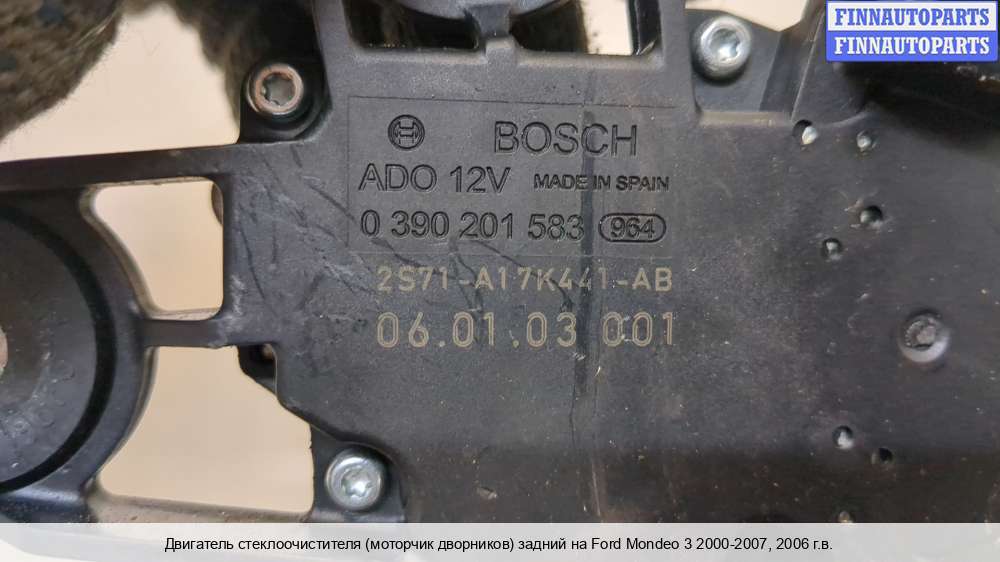 FINNAUTOPARTS
FINNAUTOPARTS
BOSCH
ADO 12V MADE IN SPAIN
0 390 201 583 964
2S71-A17K441-AB
06.01.03 001
Двигатель стеклоочистителя (моторчик дворников) задний на Ford Mondeo 3 2000-2007, 2006 г.в.